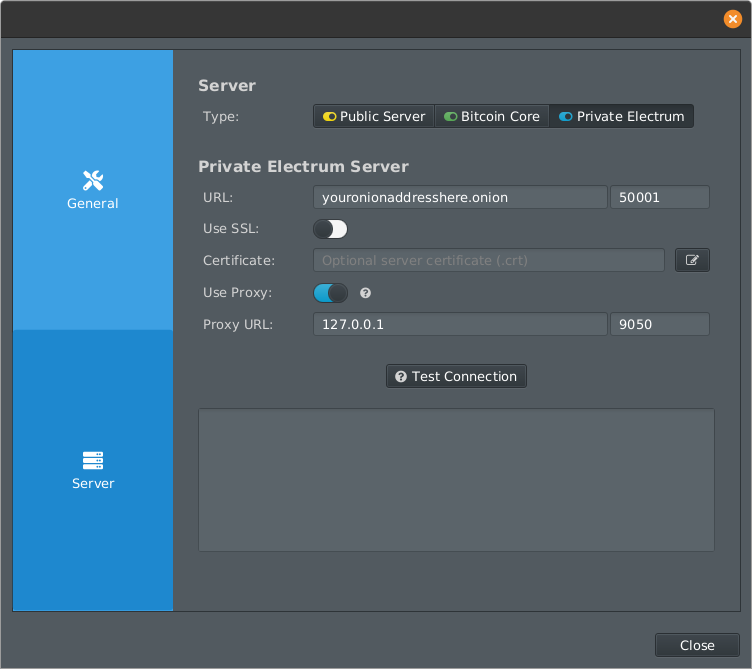 General
Server
Server
Type: Public Server Bitcoin Core Private Electrum
Private Electrum Server
URL: youronionaddresshere.onion 50001
Use SSL:
Certificate: Optional server certificate (.crt)
Use Proxy:
Proxy URL: 127.0.0.1 9050
Test Connection
Close